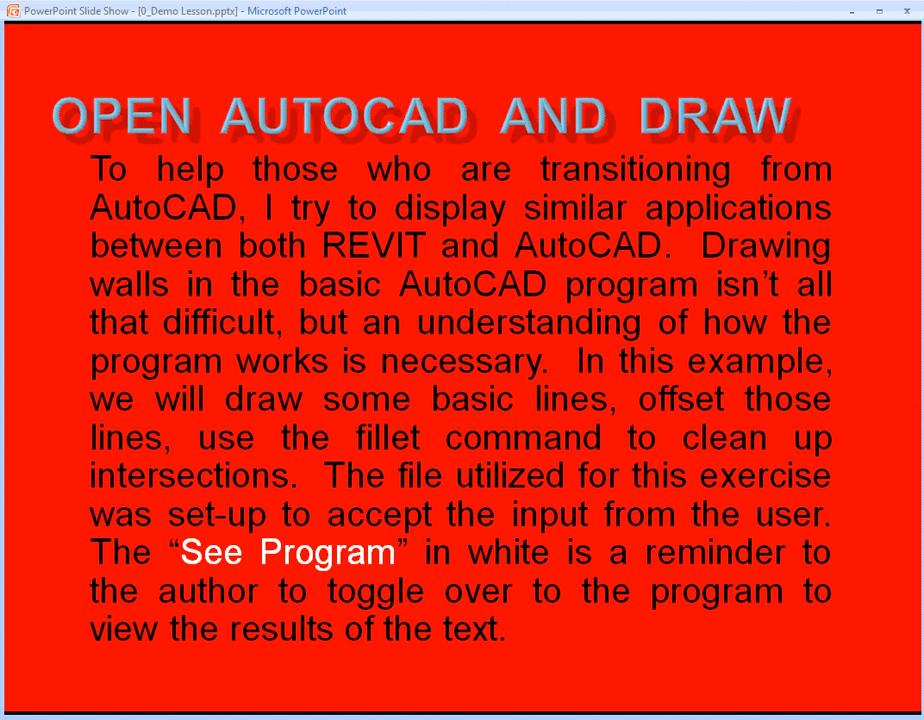 PowerPoint Slide Show - [0_Demo Lesson.pptx] - Microsoft PowerPoint
OPEN AUTOCAD AND DRAW
To help those who are transitioning from
AutoCAD, I try to display similar applications
between both REVIT and AutoCAD.  Drawing
walls in the basic AutoCAD program isn’t all
that difficult, but an understanding of how the
program works is necessary.  In this example,
we will draw some basic lines, offset those
lines, use the fillet command to clean up
intersections.  The file utilized for this exercise
was set-up to accept the input from the user.
The “See Program” in white is a reminder to
the author to toggle over to the program to
view the results of the text.